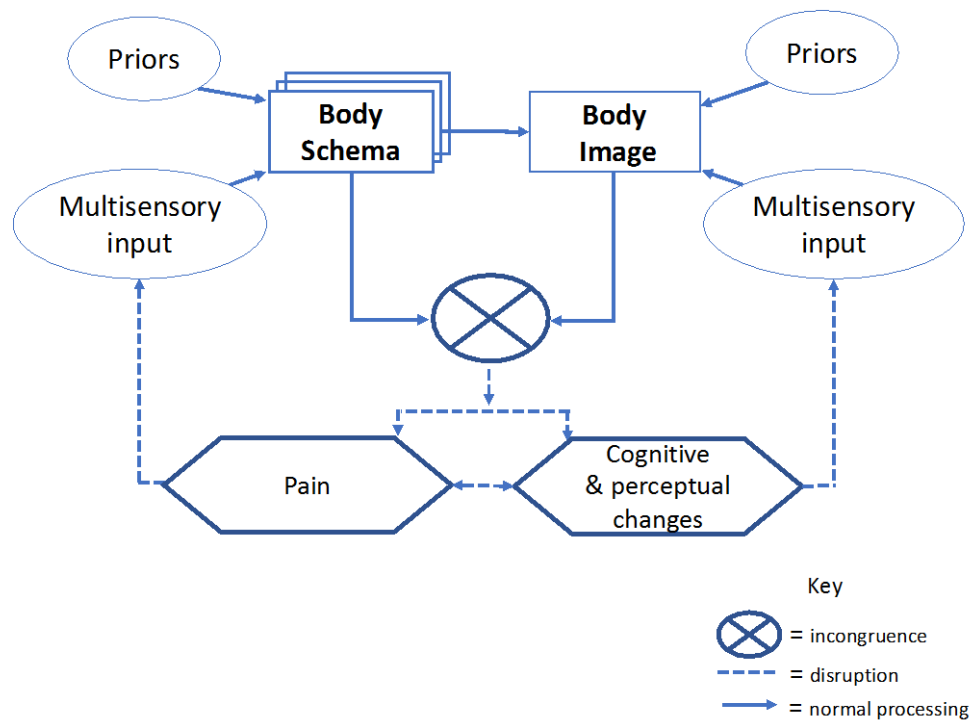 Priors
Priors
Body
Schema
Body
Image
Multisensory
input
Multisensory
input
Pain
Cognitive
& perceptual
changes
Key
= incongruence
= disruption
= normal processing